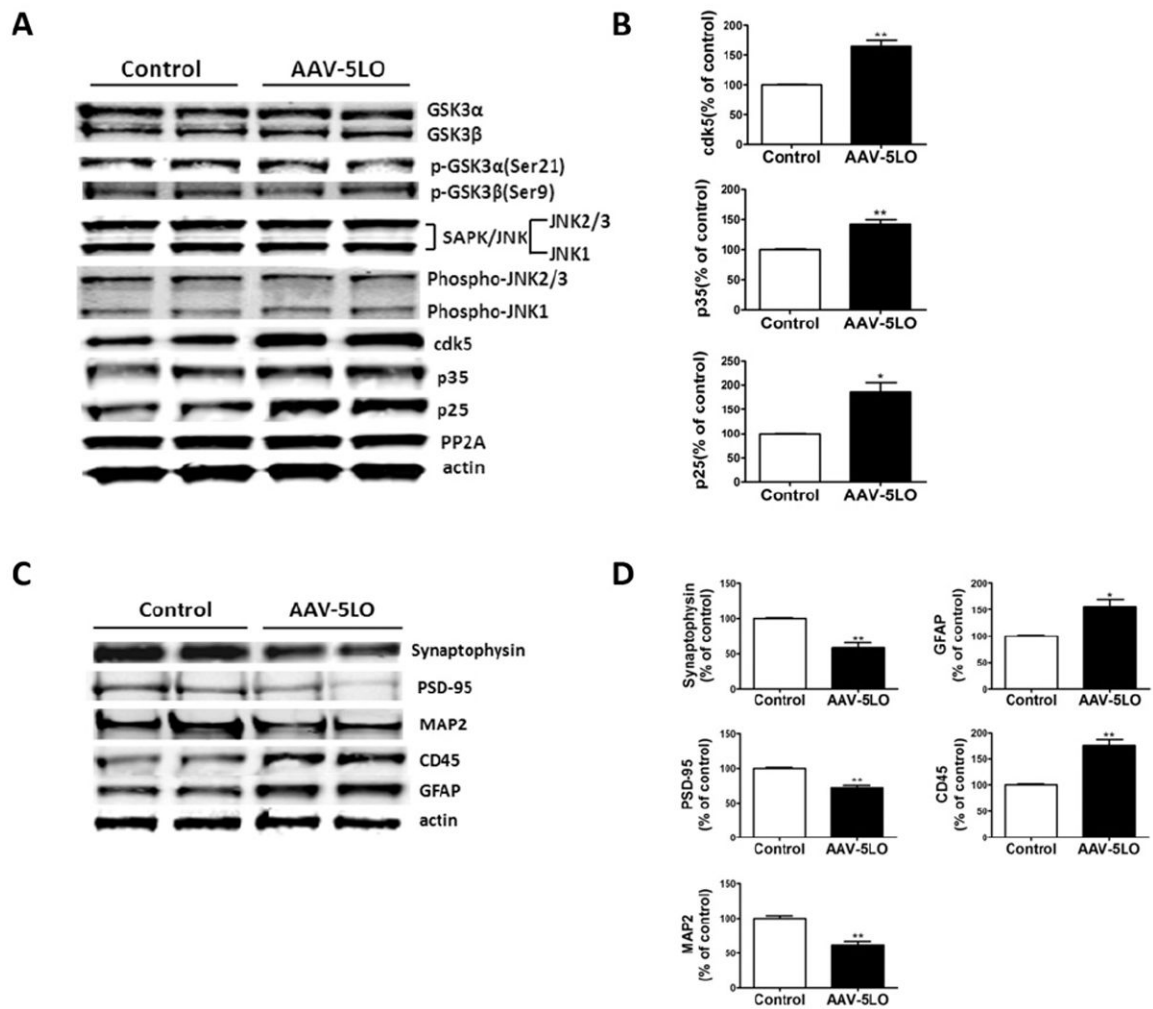 A
Control AAV-5LO
GSK3α
GSK3β
p-GSK3α(Ser21)
p-GSK3β(Ser9)
JNK2/3
SAPK/JNK
JNK1
Phospho-JNK2/3
Phospho-JNK1
cdk5
p35
p25
PP2A
actin
B
cdk5(% of control)
200
150
100
50
0
**
Control AAV-5LO
p35(% of control)
200
150
100
50
0
**
Control AAV-5LO
p25(% of control)
250
200
150
100
50
0
*
Control AAV-5LO
C
Control AAV-5LO
Synaptophysin
PSD-95
MAP2
CD45
GFAP
actin
D
Synaptophysin
(% of control)
150
100
50
0
**
Control AAV-5LO
GFAP
(% of control)
200
150
100
50
0
*
Control AAV-5LO
PSD-95
(% of control)
150
100
50
0
**
Control AAV-5LO
CD45
(% of control)
200
150
100
50
0
**
Control AAV-5LO
MAP2
(% of control)
150
100
50
0
**
Control AAV-5LO